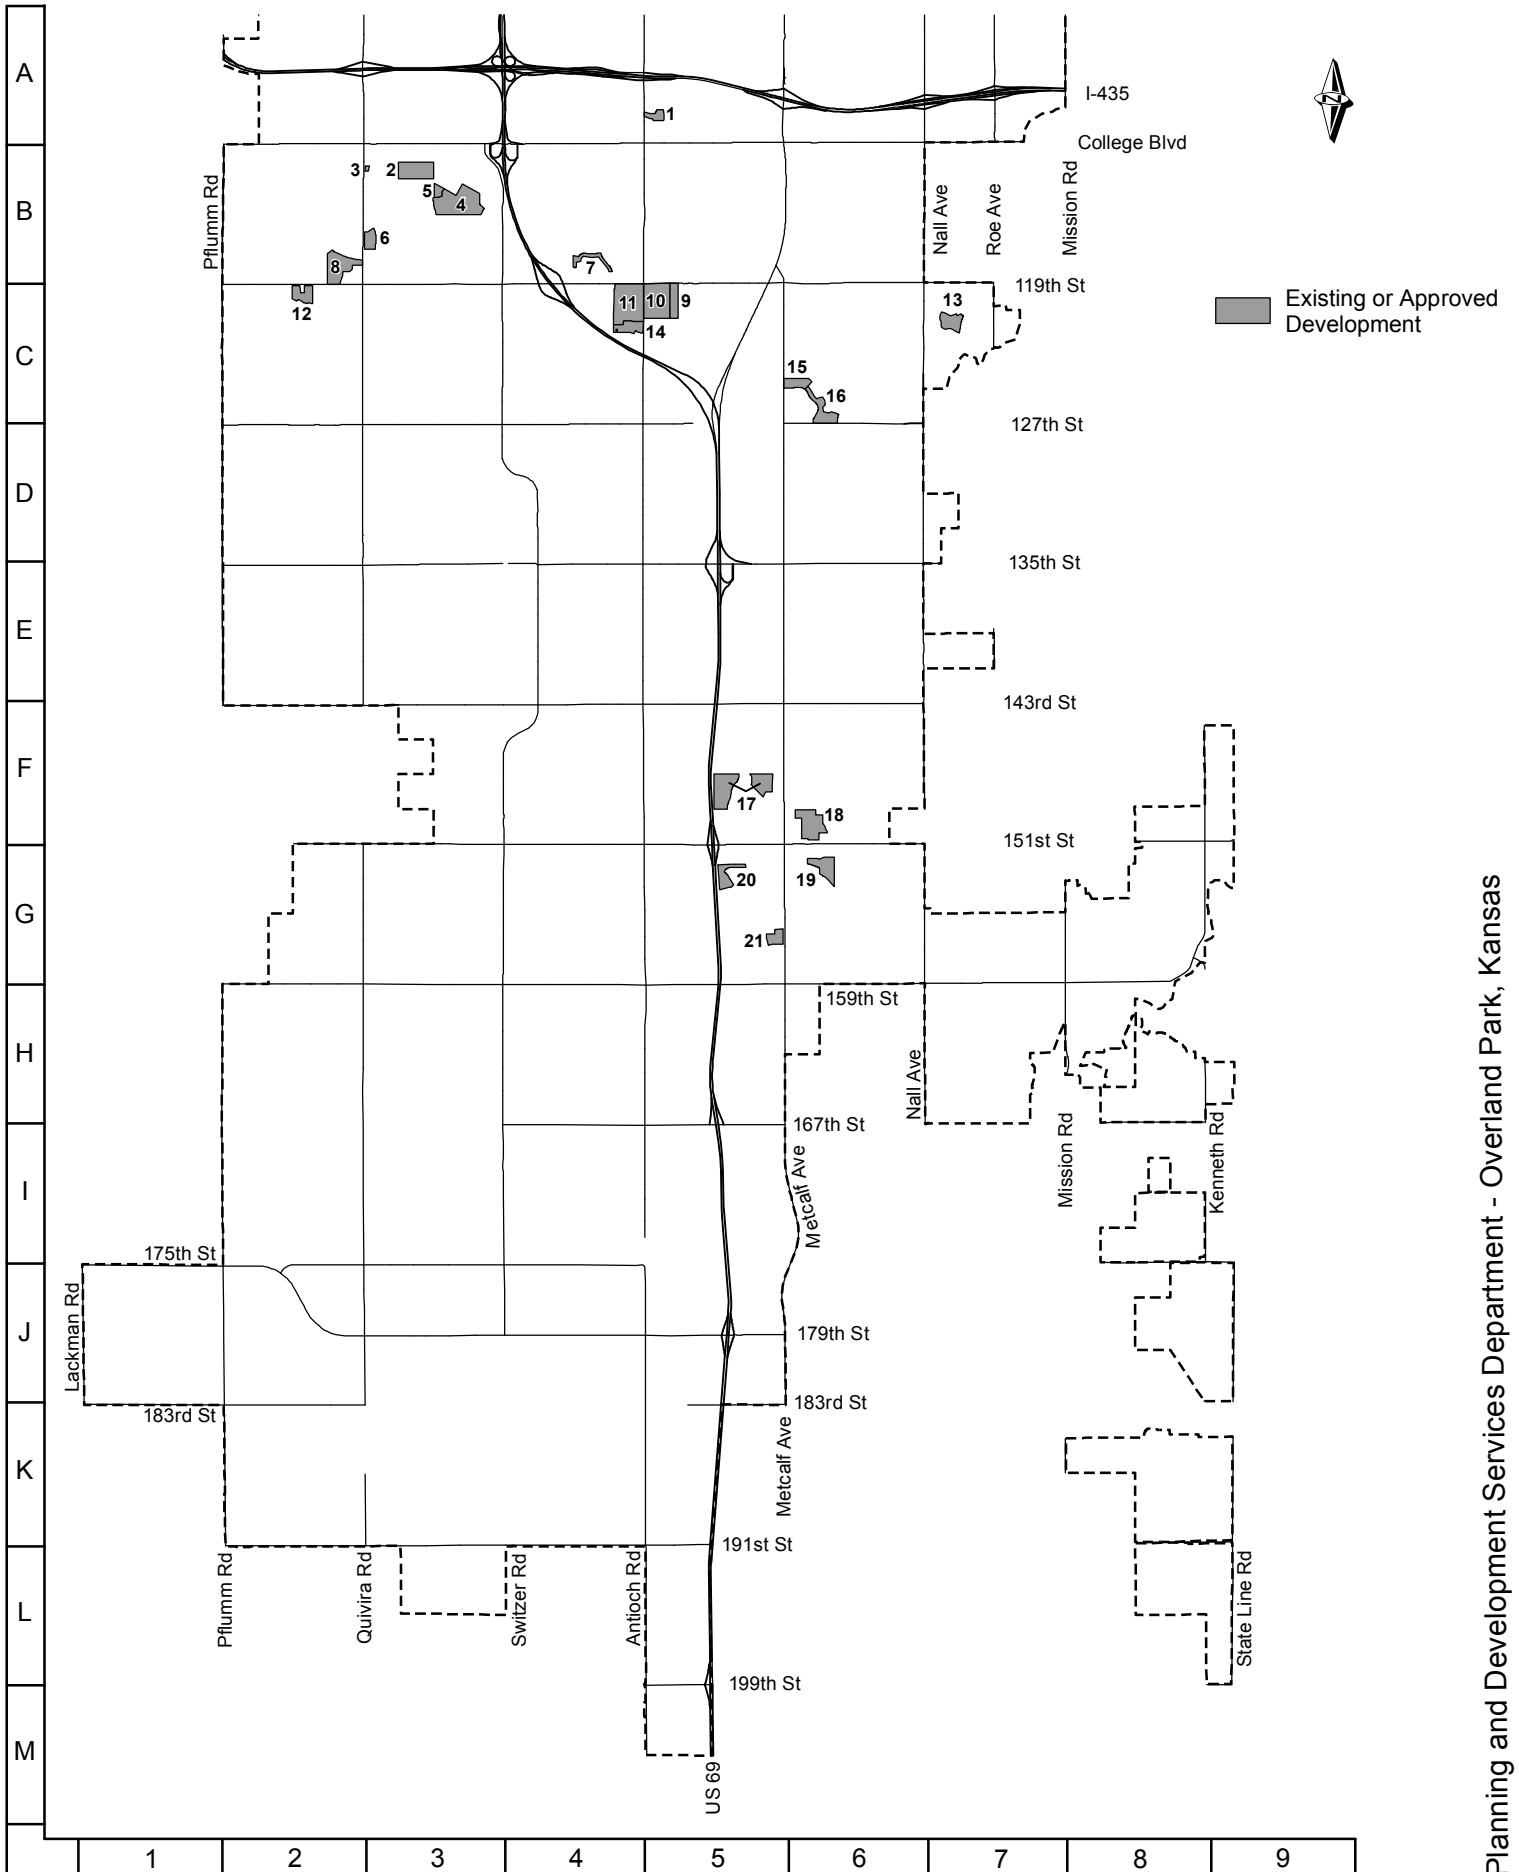 A
B
C
D
E
F
G
H
I
J
K
L
M
1
2
3
4
5
6
7
8
9
I-435
College Blvd
Pflumm Rd
Nall Ave
Roe Ave
Mission Rd
N
1
3
2
5
4
6
8
7
119th St
12
11
10
9
14
13
Existing or Approved
Development
15
16
127th St
135th St
143rd St
17
18
151st St
20
19
21
159th St
Nall Ave
167th St
Mission Rd
Kenneth Rd
Metcalf Ave
175th St
Lackman Rd
179th St
183rd St
183rd St
Metcalf Ave
191st St
Pflumm Rd
Quivira Rd
Switzer Rd
Antioch Rd
State Line Rd
199th St
US 69
Planning and Development Services Department - Overland Park, Kansas